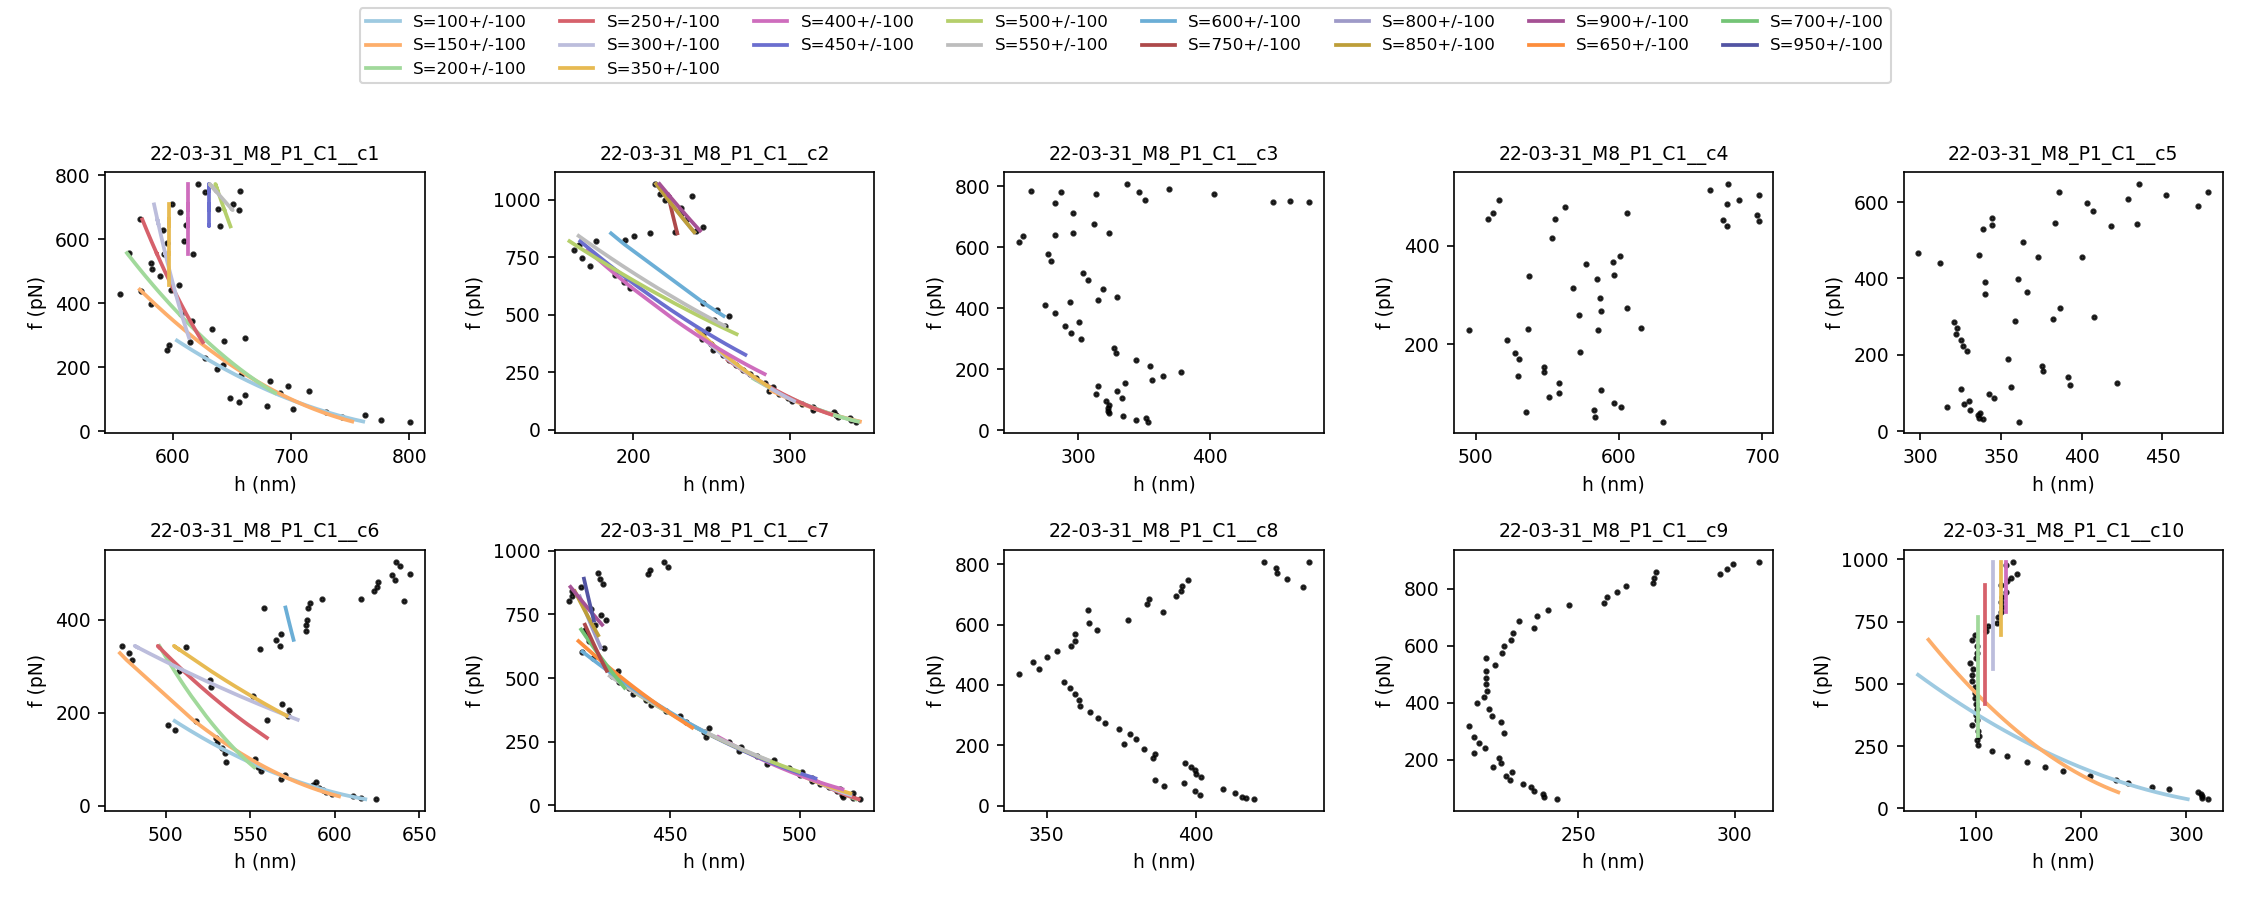 S=100+/-100 S=250+/-100 S=400+/-100 S=500+/-100 S=600+/-100 S=800+/-100 S=900+/-100 S=700+/-100
S=150+/-100 S=300+/-100 S=450+/-100 S=550+/-100 S=750+/-100 S=850+/-100 S=650+/-100 S=950+/-100
S=200+/-100 S=350+/-100
22-03-31_M8_P1_C1__c1
800
600
400
200
0
f (pN)
600 700 800
h (nm)
22-03-31_M8_P1_C1__c2
1000
750
500
250
0
f (pN)
200 300
h (nm)
22-03-31_M8_P1_C1__c3
800
600
400
200
0
f (pN)
300 400
h (nm)
22-03-31_M8_P1_C1__c4
400
200
f (pN)
500 600 700
h (nm)
22-03-31_M8_P1_C1__c5
600
400
200
0
f (pN)
300 350 400 450
h (nm)
22-03-31_M8_P1_C1__c6
400
200
0
f (pN)
500 550 600 650
h (nm)
22-03-31_M8_P1_C1__c7
1000
750
500
250
0
f (pN)
450 500
h (nm)
22-03-31_M8_P1_C1__c8
800
600
400
200
0
f (pN)
350 400
h (nm)
22-03-31_M8_P1_C1__c9
800
600
400
200
f (pN)
250 300
h (nm)
22-03-31_M8_P1_C1__c10
1000
750
500
250
0
f (pN)
100 200 300
h (nm)